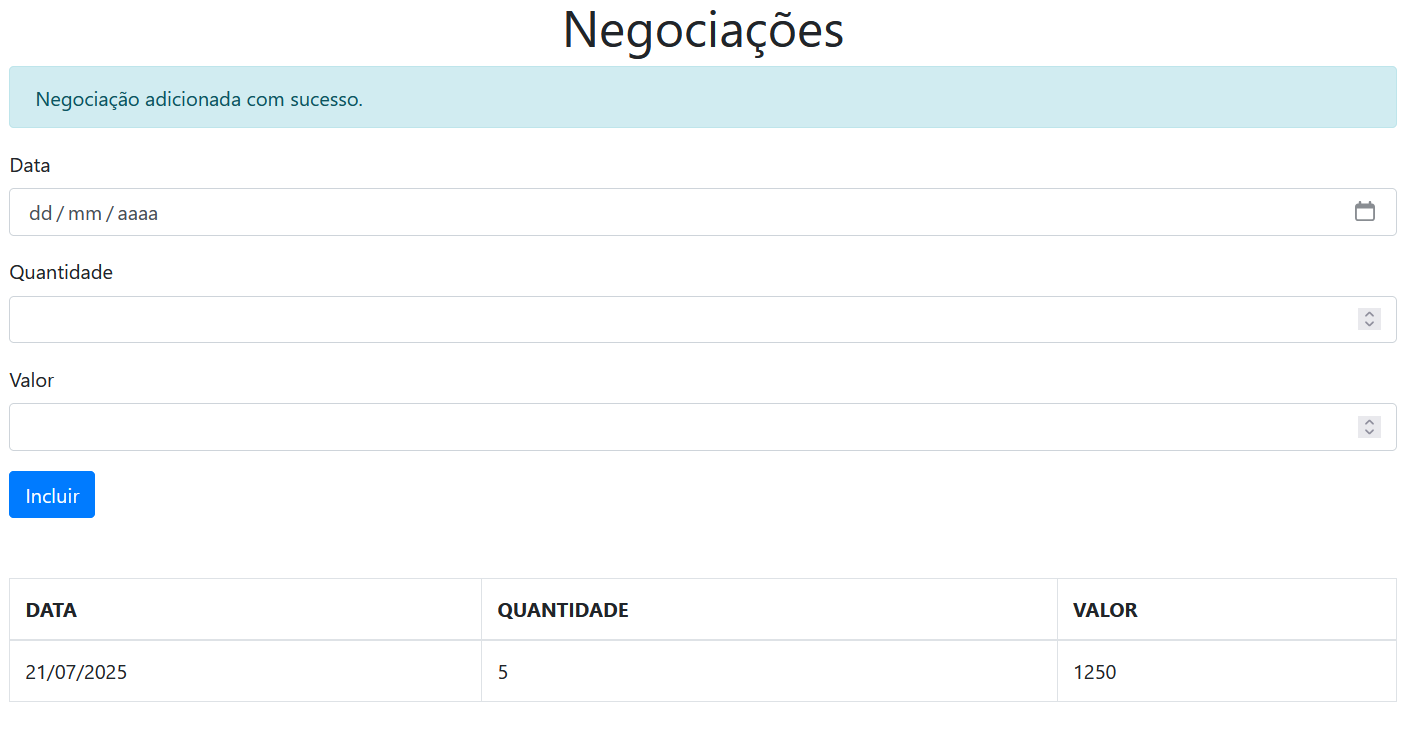 Negociações
Negociação adicionada com sucesso.
Data
dd / mm / aaaa
Quantidade
Valor
Incluir
DATA QUANTIDADE VALOR
21/07/2025 5 1250